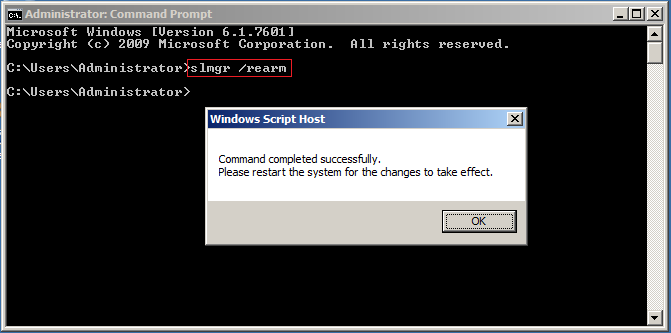 Administrator: Command Prompt
Microsoft Windows [Version 6.1.7601]
Copyright (c) 2009 Microsoft Corporation.  All rights reserved.
C:\Users\Administrator>slmgr /rearm
C:\Users\Administrator>
Windows Script Host
Command completed successfully.
Please restart the system for the changes to take effect.
OK